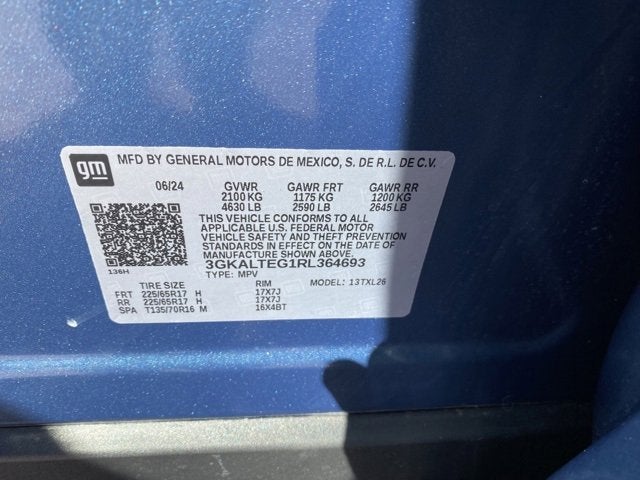 gm MFD BY GENERAL MOTORS DE MEXICO, S. DE R.L. DE C.V.
06/24 GVWR GAWR FRT GAWR RR
2100 KG 1175 KG 1200 KG
4630 LB 2590 LB 2645 LB
THIS VEHICLE CONFORMS TO ALL
APPLICABLE U.S. FEDERAL MOTOR
VEHICLE SAFETY AND THEFT PREVENTION
STANDARDS IN EFFECT ON THE DATE OF
MANUFACTURE SHOWN ABOVE.
3GKALTEG1RL364693
136H TYPE: MPV MODEL: 13TXL26
TIRE SIZE RIM
FRT 225/65R17 H 17X7J
RR 225/65R17 H 17X7J
SPA T135/70R16 M 16X4BT